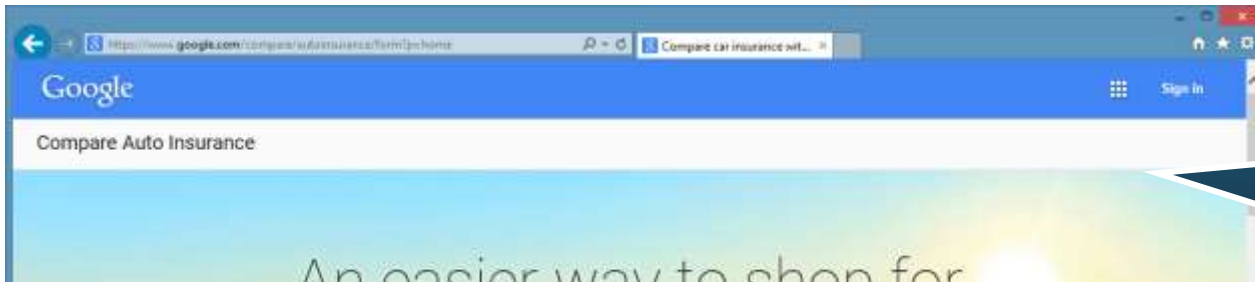 https://www.google.com/compare/autoinsurance/form?p=home
Compare car insurance wit...
Google
Sign in
Compare Auto Insurance
An easier way to shop for